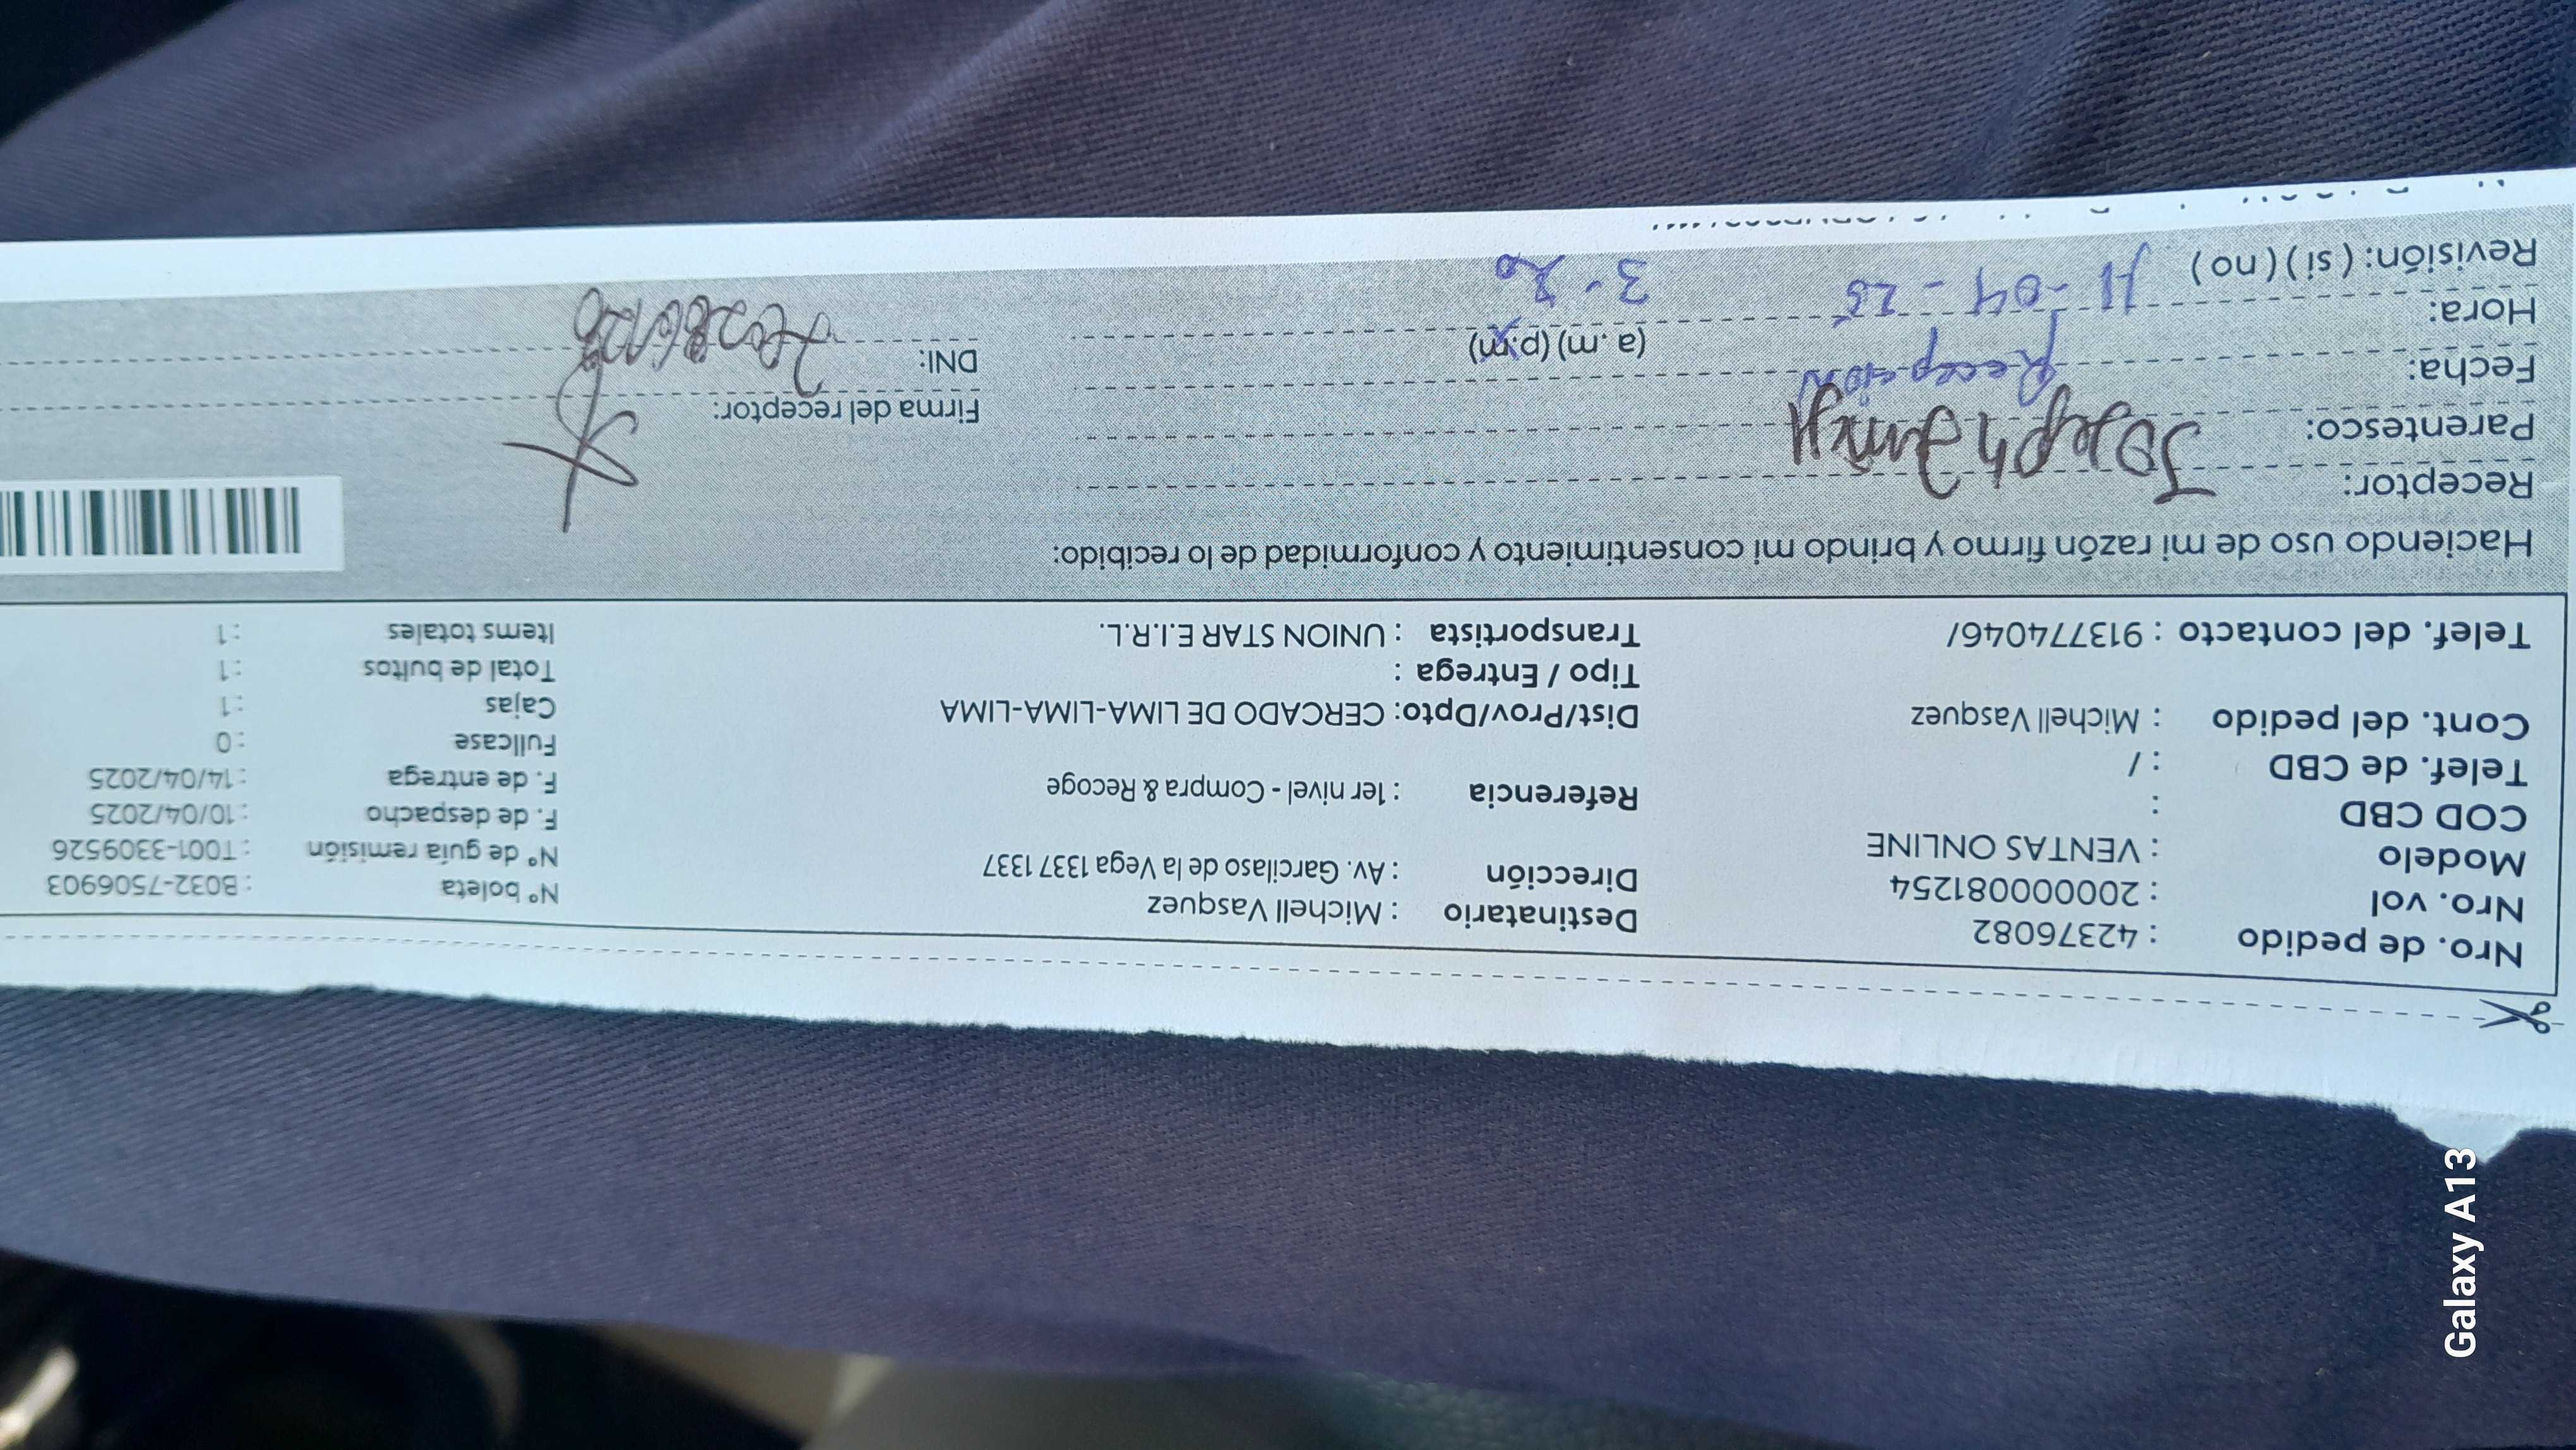 Nro. de pedido : 42376082
Nro. vol : 20000081254
Modelo : VENTAS ONLINE
COD CBD :
Telef. de CBD : /
Cont. del pedido : Michell Vasquez
Telef. del contacto : 913774046/
Destinatario : Michell Vasquez
Dirección : Av. Garcilaso de la Vega 1337 1337
Referencia : 1er nivel - Compra & Recoge
Dist/Prov/Dpto: CERCADO DE LIMA-LIMA-LIMA
Tipo / Entrega :
Transportista : UNION STAR E.I.R.L.
Nº boleta : B032-7506903
Nº de guía remisión : T001-3309526
F. de despacho : 10/04/2025
F. de entrega : 14/04/2025
Fullcase : 0
Cajas : 1
Total de bultos : 1
Items totales : 1
Haciendo uso de mi razón firmo y brindo mi consentimiento y conformidad de lo recibido:
Receptor: Joseph
Parentesco: Recepción
Fecha: 11-04-25
Hora: 3-20 (a.m) (p.m)
Revisión: (si) (no)
Firma del receptor:
DNI:
Galaxy A13